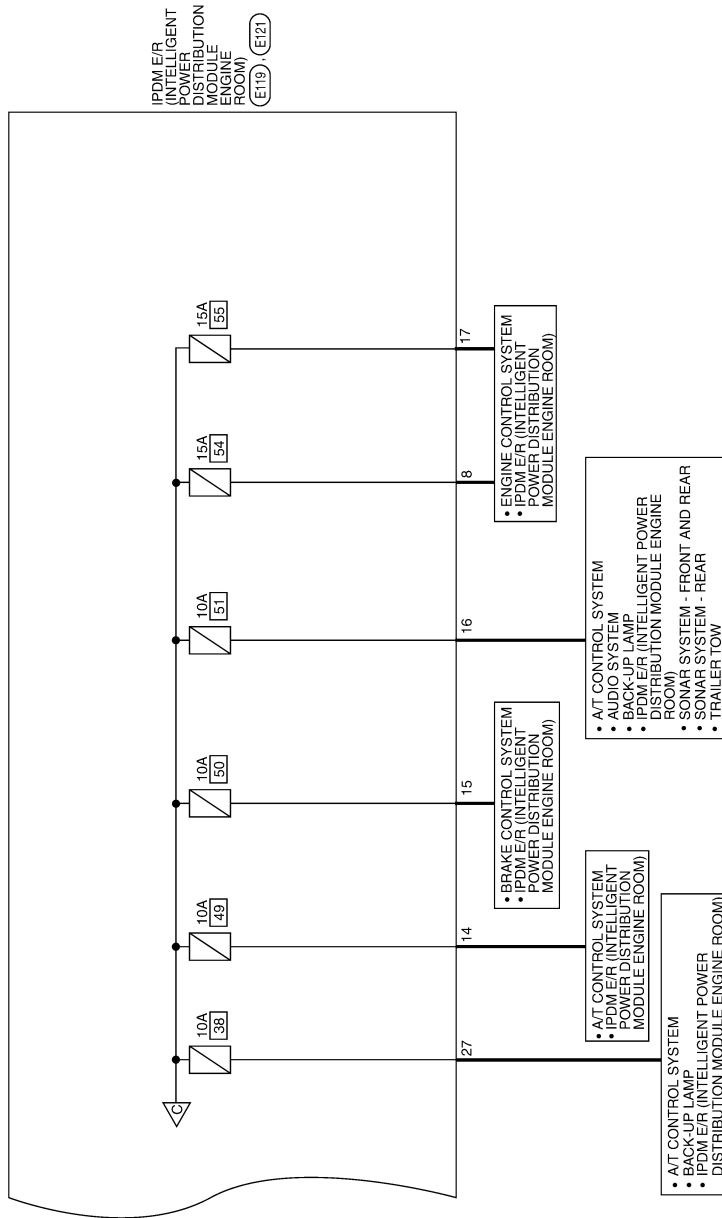 IPDM E/R
(INTELLIGENT
POWER
DISTRIBUTION
MODULE
ENGINE
ROOM)
E119 , E121
C
10A
38
10A
49
10A
50
10A
51
15A
54
15A
55
27
14
15
16
8
17
• A/T CONTROL SYSTEM
• BACK-UP LAMP
• IPDM E/R (INTELLIGENT POWER
DISTRIBUTION MODULE ENGINE ROOM)
• A/T CONTROL SYSTEM
• IPDM E/R (INTELLIGENT
POWER DISTRIBUTION
MODULE ENGINE ROOM)
• BRAKE CONTROL SYSTEM
• IPDM E/R (INTELLIGENT
POWER DISTRIBUTION
MODULE ENGINE ROOM)
• A/T CONTROL SYSTEM
• AUDIO SYSTEM
• BACK-UP LAMP
• IPDM E/R (INTELLIGENT POWER
DISTRIBUTION MODULE ENGINE
ROOM)
• SONAR SYSTEM - FRONT AND REAR
• SONAR SYSTEM - REAR
• TRAILER TOW
• ENGINE CONTROL SYSTEM
• IPDM E/R (INTELLIGENT
POWER DISTRIBUTION
MODULE ENGINE ROOM)